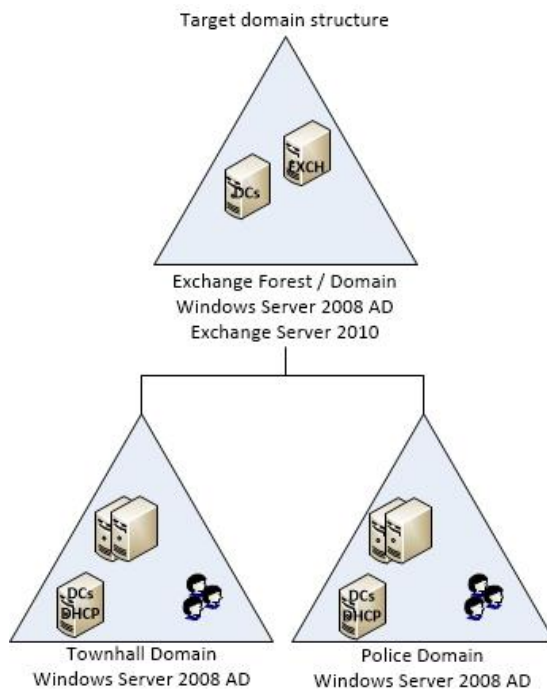 Target domain structure
EXCH
DCs
Exchange Forest / Domain
Windows Server 2008 AD
Exchange Server 2010
DCs
DHCP
DCs
DHCP
Townhall Domain
Windows Server 2008 AD
Police Domain
Windows Server 2008 AD